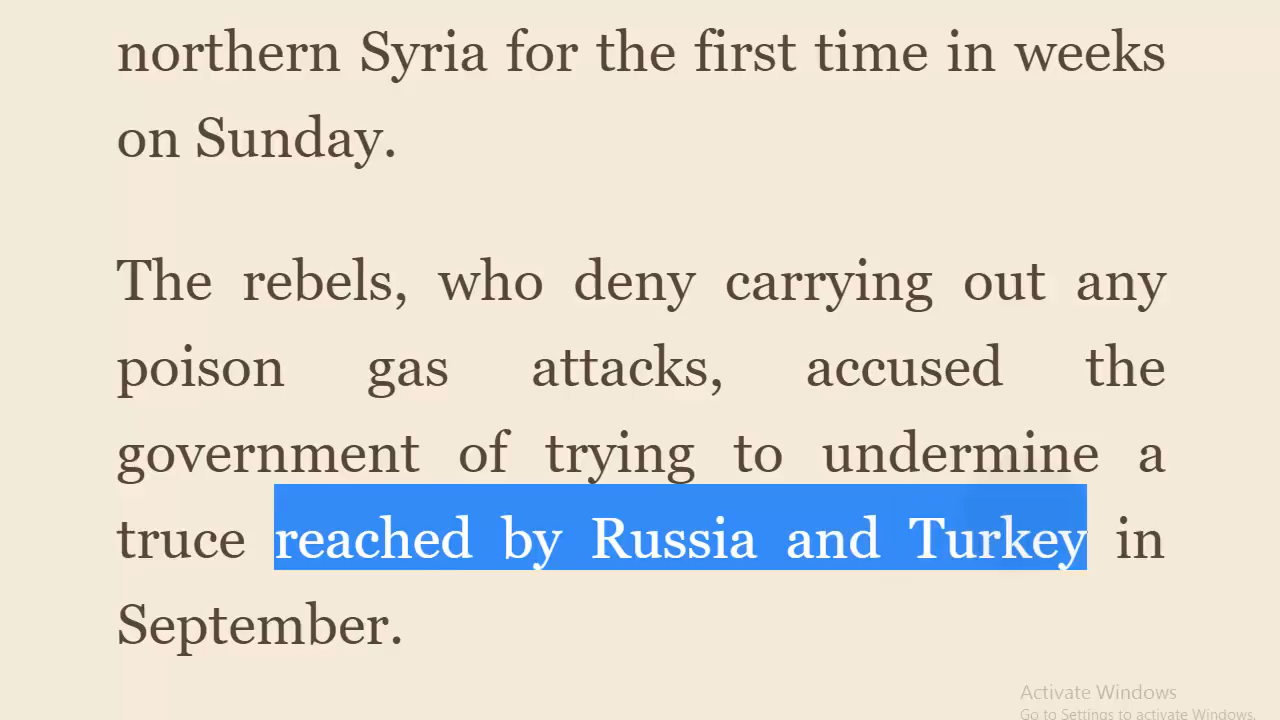 northern Syria for the first time in weeks
on Sunday.
The rebels, who deny carrying out any
poison gas attacks, accused the
government of trying to undermine a
truce reached by Russia and Turkey in
September.
Activate Windows
Go to Settings to activate Windows.